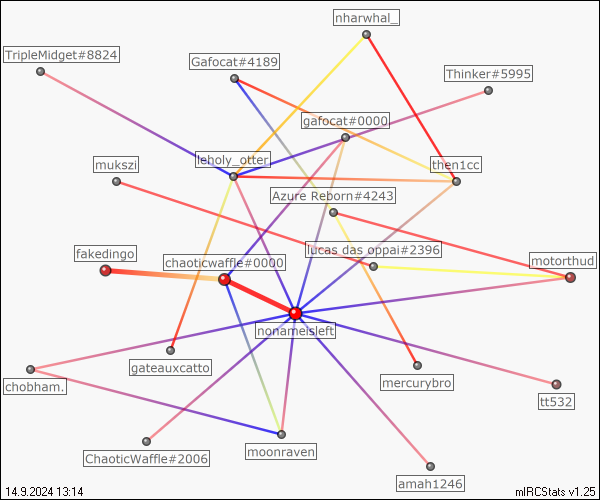 nharwhal_
TripleMidget#8824
Gafocat#4189
Thinker#5995
gafocat#0000
mukszi
leholy_otter
then1cc
Azure Reborn#4243
lucas das oppai#2396
fakedingo
chaoticwaffle#0000
motorthud
nonameisleft
gateauxcatto
mercurybro
chobham.
tt532
ChaoticWaffle#2006
moonraven
amah1246
14.9.2024 13:14
mIRCStats v1.25